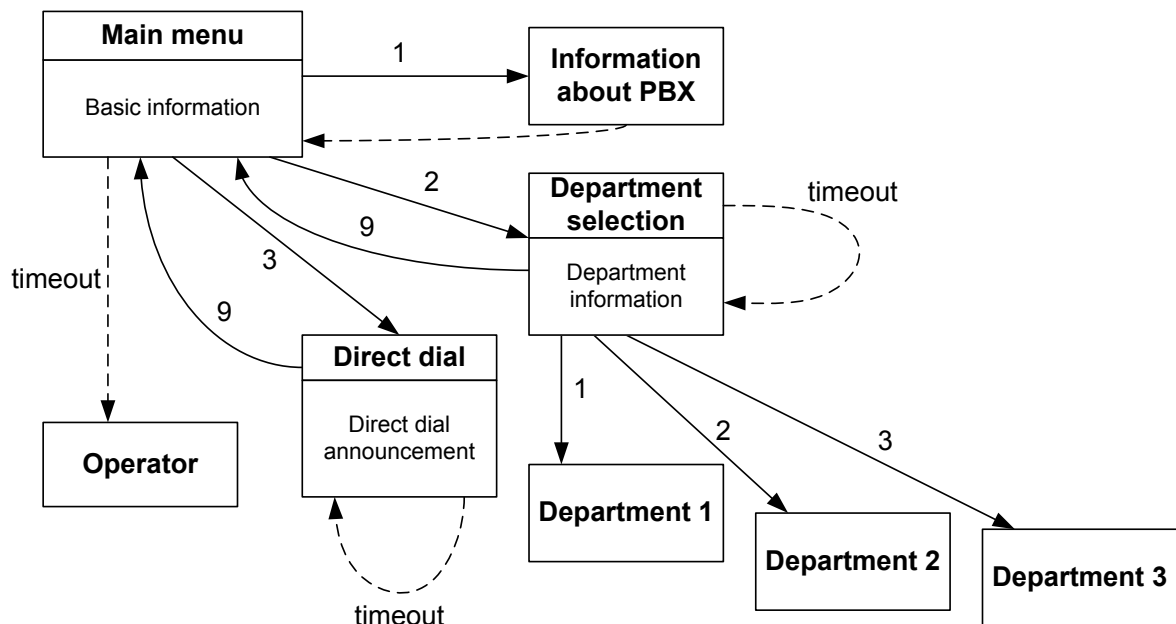 Main menu
Basic information
1
Information
about PBX
2
Department
selection
timeout
9
Department
information
3
timeout
9
Direct dial
Direct dial
announcement
1
2
3
Operator
Department 1
Department 2
Department 3
timeout